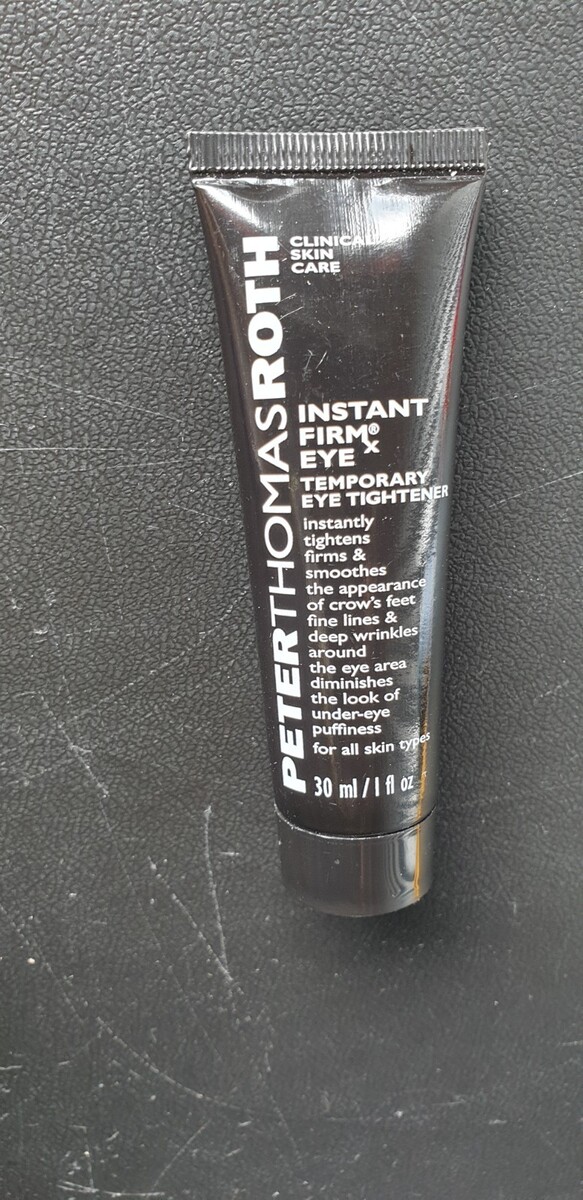 PETERTHOMASROTH
CLINICAL
SKIN
CARE
INSTANT
FIRMx®
EYE
TEMPORARY
EYE TIGHTENER
instantly
tightens
firms &
smoothes
the appearance
of crow's feet
fine lines &
deep wrinkles
around
the eye area
diminishes
the look of
under-eye
puffiness
for all skin types
30 ml / 1 fl oz